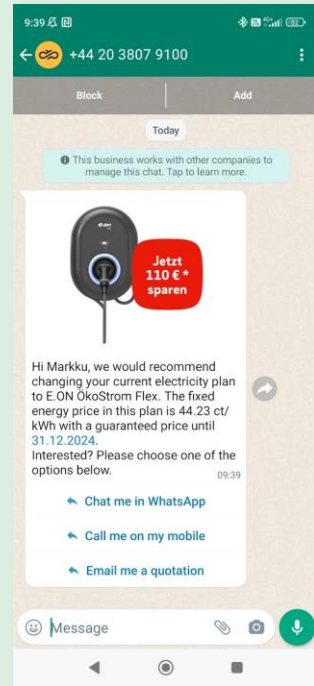 9:39
+44 20 3807 9100
Block
Add
Today
This business works with other companies to
manage this chat. Tap to learn more.
e·on
Jetzt
110 € *
sparen
Hi Markku, we would recommend
changing your current electricity plan
to E.ON ÖkoStrom Flex. The fixed
energy price in this plan is 44.23 ct/
kWh with a guaranteed price until
31.12.2024.
Interested? Please choose one of the
options below.
09:39
Chat me in WhatsApp
Call me on my mobile
Email me a quotation
Message